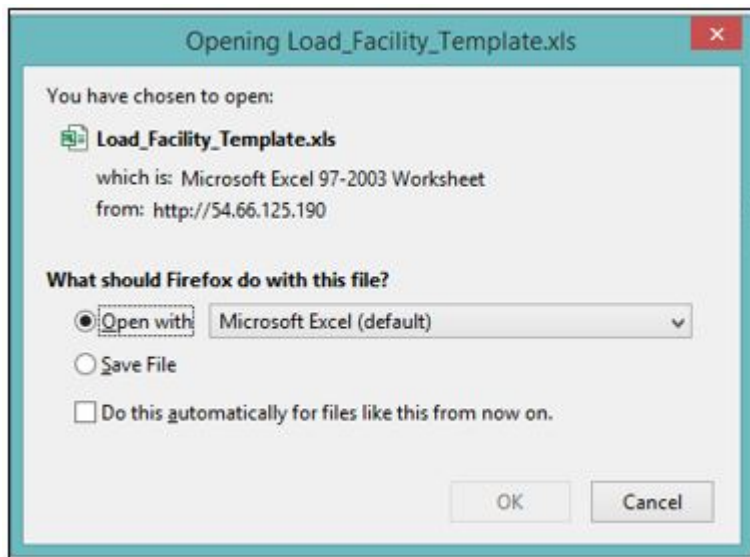 Opening Load_Facility_Template.xls
You have chosen to open:
Load_Facility_Template.xls
which is: Microsoft Excel 97-2003 Worksheet
from: http://54.66.125.190
What should Firefox do with this file?
Open with Microsoft Excel (default)
Save File
Do this automatically for files like this from now on.
OK Cancel